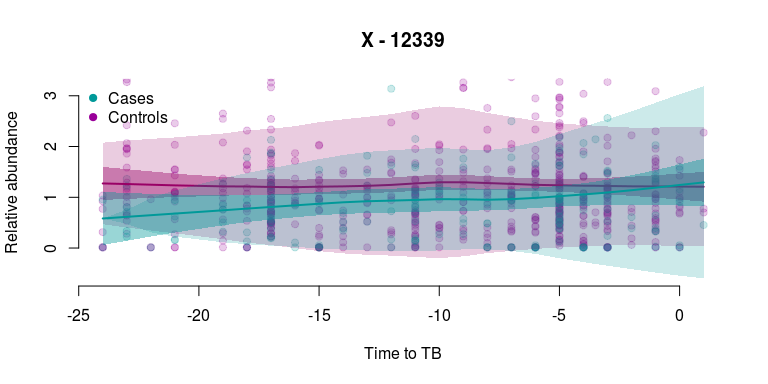 X - 12339
Cases
Controls
Relative abundance
3
2
1
0
-25
-20
-15
-10
-5
0
Time to TB